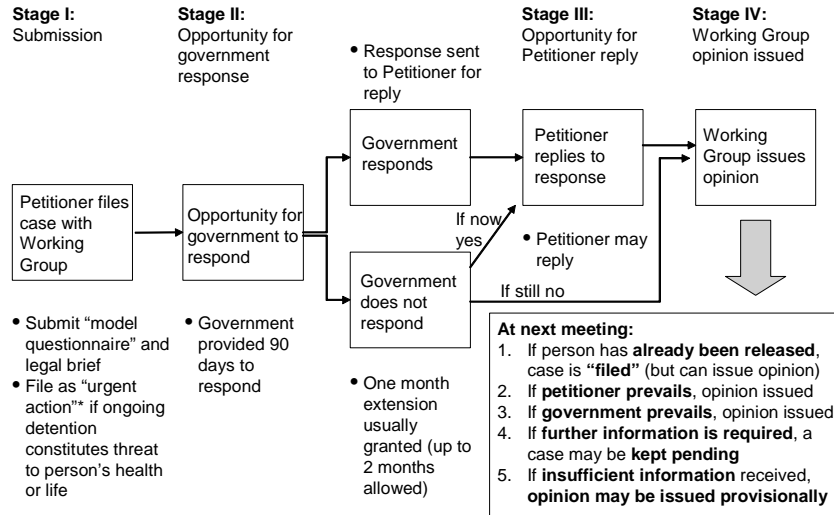 Stage I:
Submission
Stage II:
Opportunity for
government
response
Stage III:
Opportunity for
Petitioner reply
Stage IV:
Working Group
opinion issued
• Response sent
to Petitioner for
reply
Government
responds
Petitioner
replies to
response
Working
Group issues
opinion
Petitioner files
case with
Working
Group
Opportunity for
government to
respond
If now
yes
• Petitioner may
reply
Government
does not
respond
If still no
• Submit “model
questionnaire” and
legal brief
• File as “urgent
action”* if ongoing
detention
constitutes threat
to person’s health
or life
• Government
provided 90
days to
respond
• One month
extension
usually
granted (up to
2 months
allowed)
At next meeting:
1. If person has already been released,
case is “filed” (but can issue opinion)
2. If petitioner prevails, opinion issued
3. If government prevails, opinion issued
4. If further information is required, a
case may be kept pending
5. If insufficient information received,
opinion may be issued provisionally